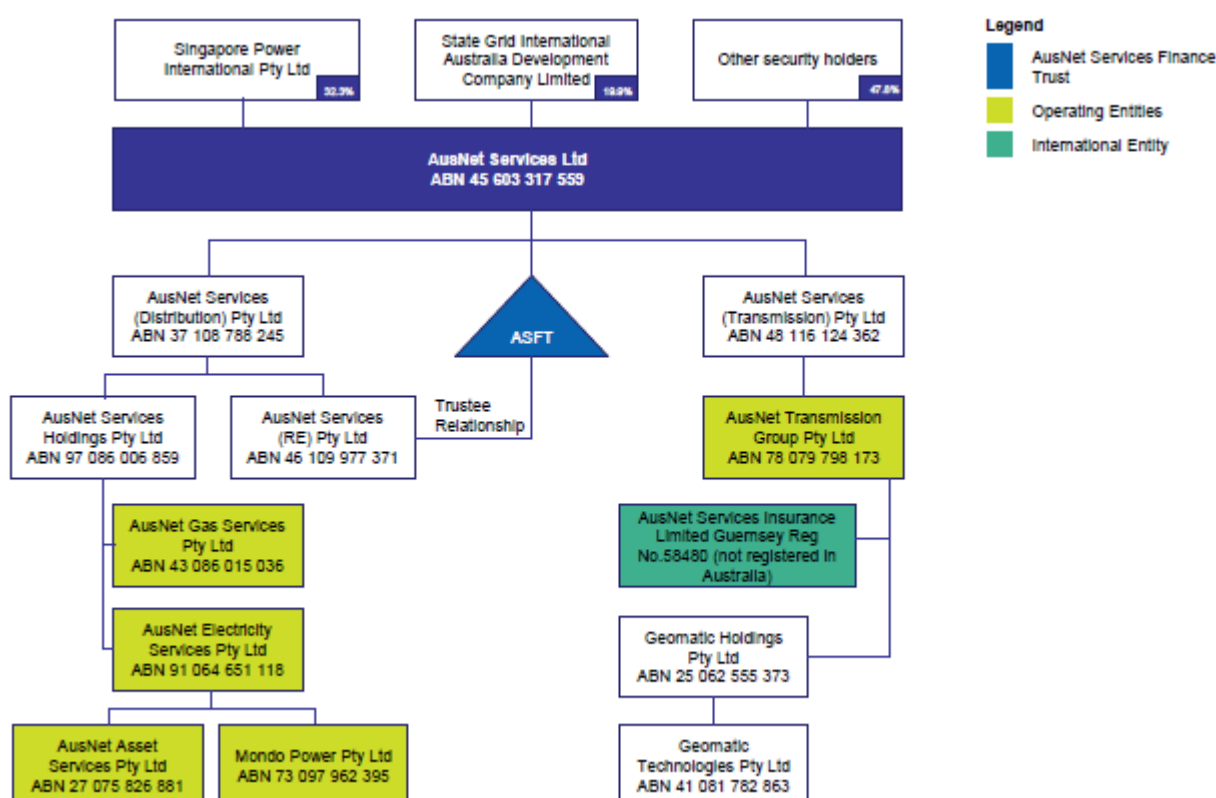 Singapore Power
International Pty Ltd
32.3%
State Grid International
Australia Development
Company Limited
19.9%
Other security holders
47.8%
Legend
AusNet Services Finance
Trust
Operating Entities
International Entity
AusNet Services Ltd
ABN 45 603 317 559
AusNet Services
(Distribution) Pty Ltd
ABN 37 108 788 245
ASFT
AusNet Services
(Transmission) Pty Ltd
ABN 48 116 124 362
AusNet Services
Holdings Pty Ltd
ABN 97 086 006 859
AusNet Services
(RE) Pty Ltd
ABN 46 109 977 371
Trustee
Relationship
AusNet Transmission
Group Pty Ltd
ABN 78 079 798 173
AusNet Gas Services
Pty Ltd
ABN 43 086 015 036
AusNet Services Insurance
Limited Guernsey Reg
No.58480 (not registered in
Australia)
AusNet Electricity
Services Pty Ltd
ABN 91 064 651 118
Geomatic Holdings
Pty Ltd
ABN 25 062 555 373
AusNet Asset
Services Pty Ltd
ABN 27 075 826 881
Mondo Power Pty Ltd
ABN 73 097 962 395
Geomatic
Technologies Pty Ltd
ABN 41 081 782 863